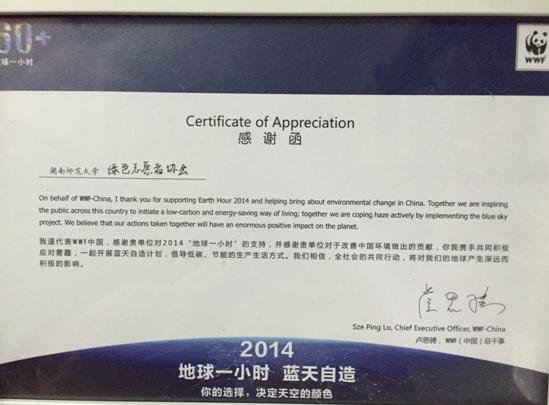 60+
地球一小时
WWF
Certificate of Appreciation
感谢函
湖南师范大学 绿色志愿者协会
On behalf of WWF-China, I thank you for supporting Earth Hour 2014 and helping bring about environmental change in China. Together we are inspiring
the public across this country to initiate a low-carbon and energy-saving way of living; together we are coping haze actively by implementing the blue sky
project. We believe that our actions taken together will have an enormous positive impact on the planet.
我谨代表WWF中国，感谢贵单位对2014“地球一小时”的支持，并感谢贵单位对于改善中国环境做出的贡献，你我携手共同积极
应对雾霾，一起开展蓝天自造计划，倡导低碳、节能的生产生活方式。我们相信，全社会的共同行动，将对我们的地球产生深远而
积极的影响。
Sze Ping Lo, Chief Executive Officer, WWF-China
卢思骋，WWF（中国）总干事
2014
地球一小时 蓝天自造
你的选择，决定天空的颜色